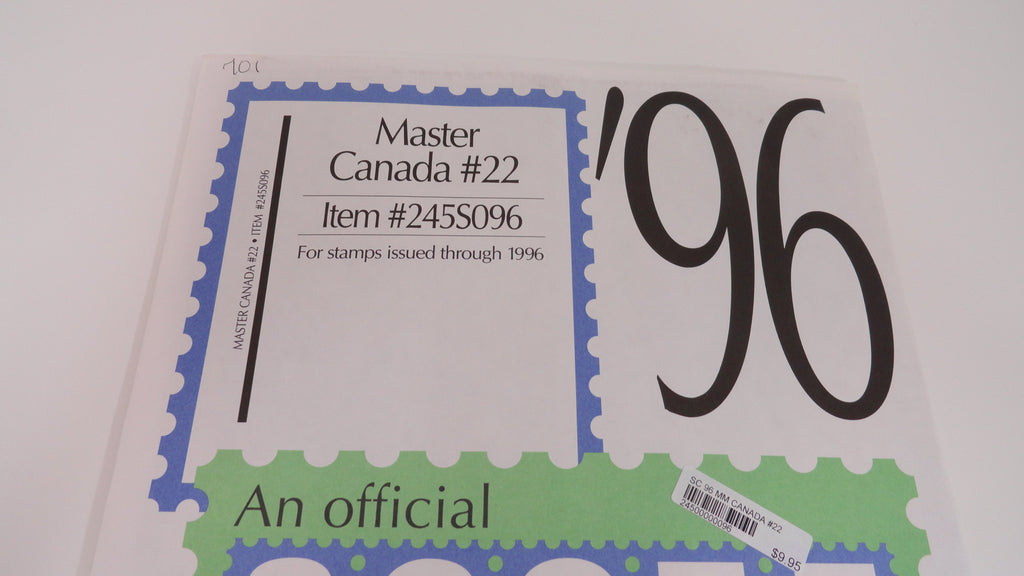 701
Master
Canada #22
Item #245S096
For stamps issued through 1996
MASTER CANADA #22 • ITEM #245S096
'96
An official
SC 96 MM CANADA #22
24500000096
$9.95